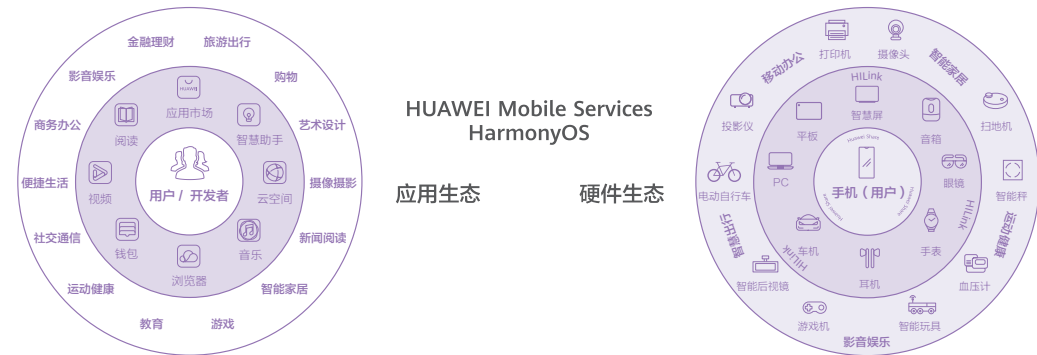 金融理财
旅游出行
影音娱乐
购物
商务办公
艺术设计
便捷生活
摄像摄影
社交通信
新闻阅读
运动健康
智能家居
教育
游戏
HUAWEI
应用市场
阅读
智慧助手
视频
云空间
钱包
音乐
浏览器
用户 / 开发者
HUAWEI Mobile Services
HarmonyOS
应用生态
硬件生态
移动办公
打印机
摄像头
智能家居
投影仪
扫地机
电动自行车
智能秤
智慧出行
运动健康
智能后视镜
血压计
游戏机
智能玩具
影音娱乐
HILink
智慧屏
平板
音箱
PC
眼镜
HILink
车机
手表
HILink
耳机
Huawei Share
手机（用户）
Huawei Share
Huawei Share